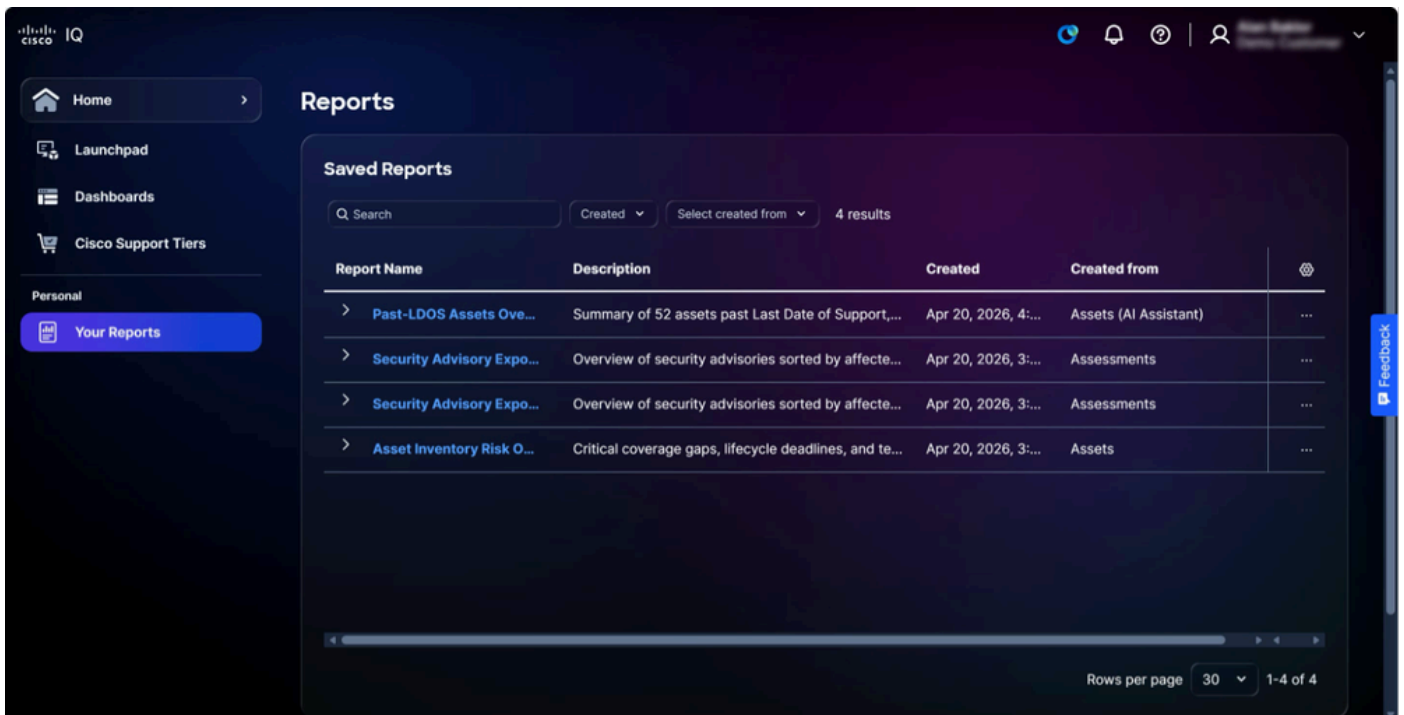 cisco IQ
Home
Launchpad
Dashboards
Cisco Support Tiers
Personal
Your Reports
Reports
Saved Reports
Search Created Select created from 4 results
Report Name Description Created Created from
Past-LDOS Assets Ove... Summary of 52 assets past Last Date of Support,... Apr 20, 2026, 4:... Assets (AI Assistant)
Security Advisory Expo... Overview of security advisories sorted by affecte... Apr 20, 2026, 3:... Assessments
Security Advisory Expo... Overview of security advisories sorted by affecte... Apr 20, 2026, 3:... Assessments
Asset Inventory Risk O... Critical coverage gaps, lifecycle deadlines, and te... Apr 20, 2026, 3:... Assets
Feedback
Rows per page 30 1-4 of 4